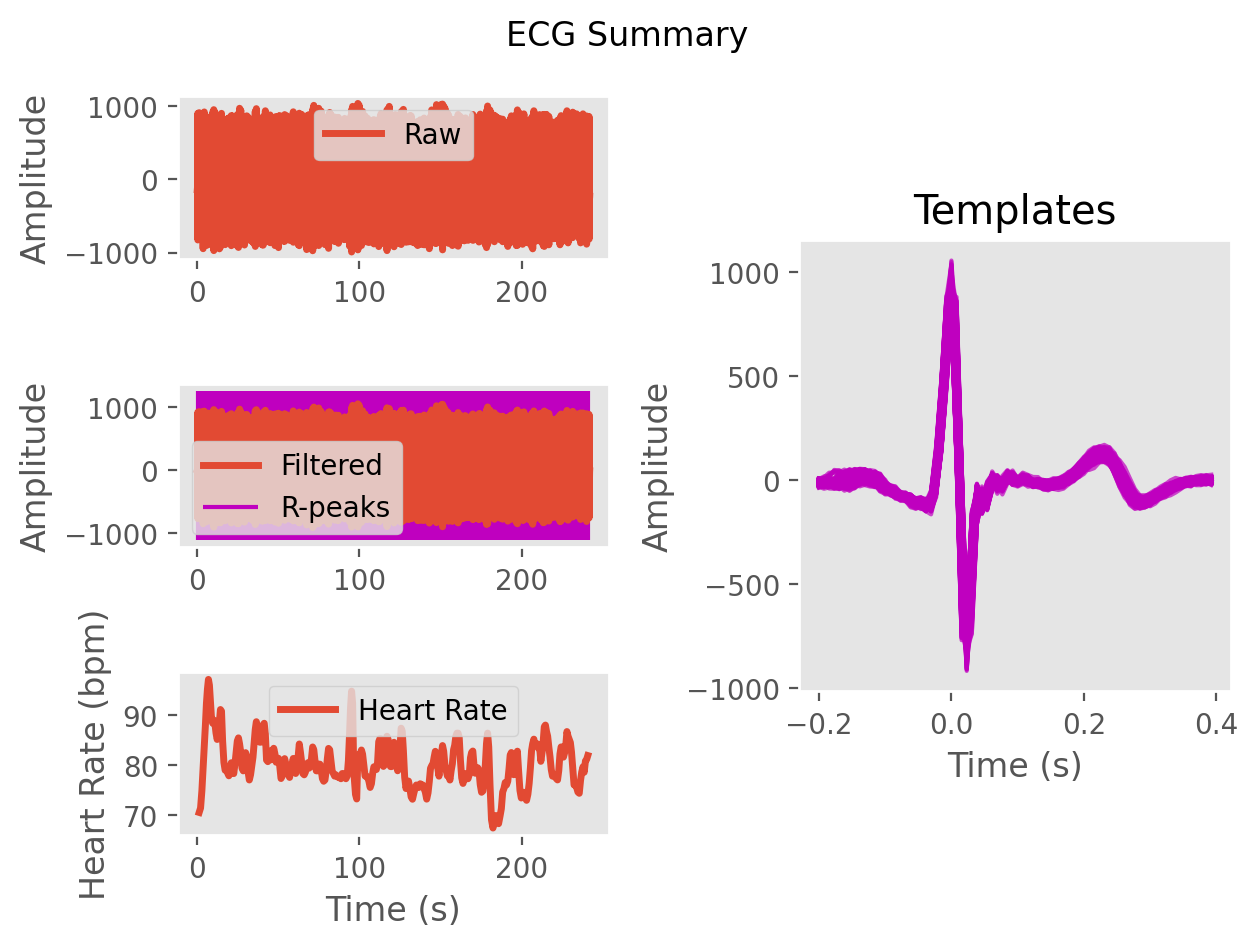 ECG Summary
Amplitude
1000
0
−1000
Raw
0
100
200
Amplitude
1000
0
−1000
Filtered
R-peaks
0
100
200
Heart Rate (bpm)
90
80
70
Heart Rate
0
100
200
Time (s)
Templates
Amplitude
1000
500
0
−500
−1000
−0.2
0.0
0.2
0.4
Time (s)